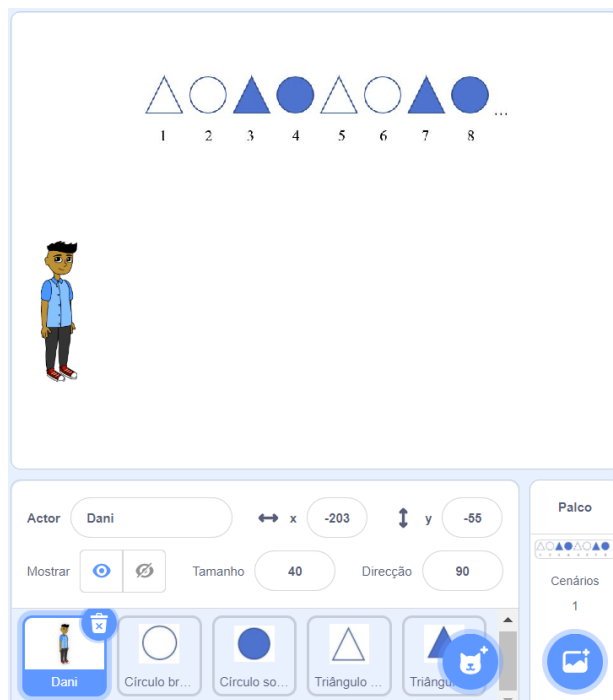 ...
1 2 3 4 5 6 7 8
Actor Dani x -203 y -55
Mostrar Tamanho 40 Direcção 90
Palco
Cenários
1
Dani Círculo br... Círculo so... Triângulo ... Triângu